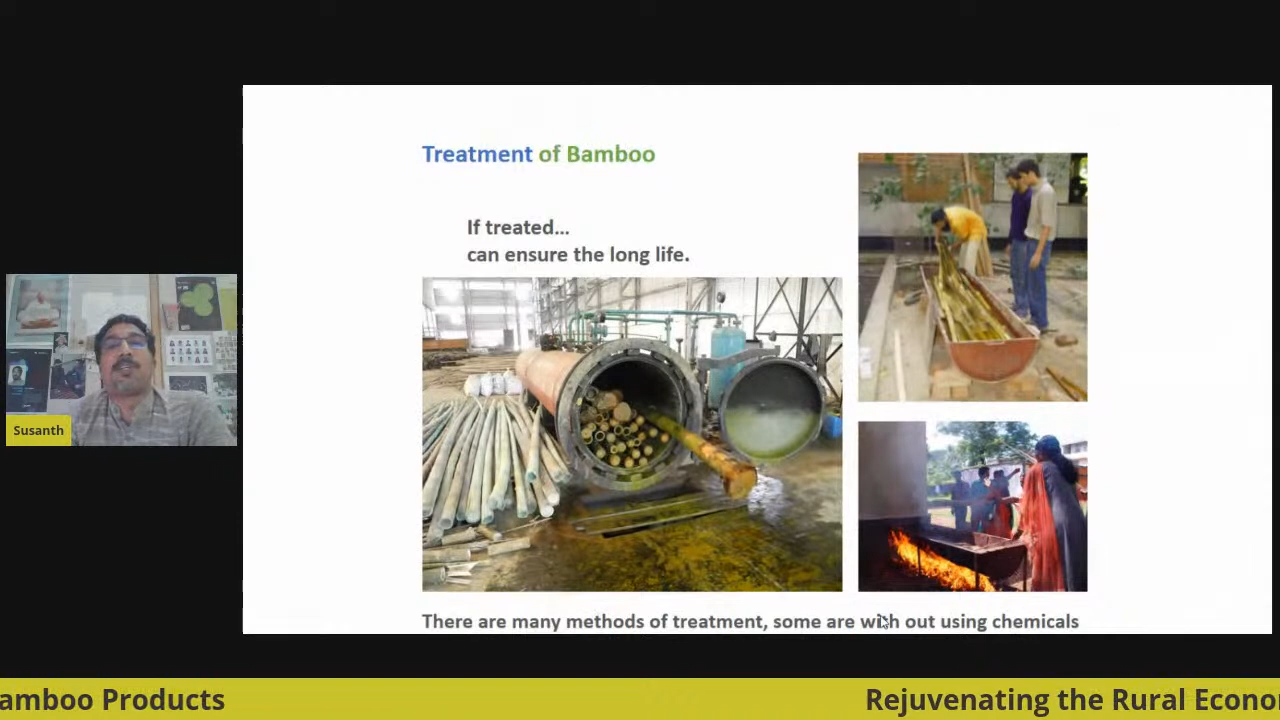 Treatment of Bamboo
If treated...
can ensure the long life.
Susanth
There are many methods of treatment, some are with out using chemicals
amboo Products
Rejuvenating the Rural Econo